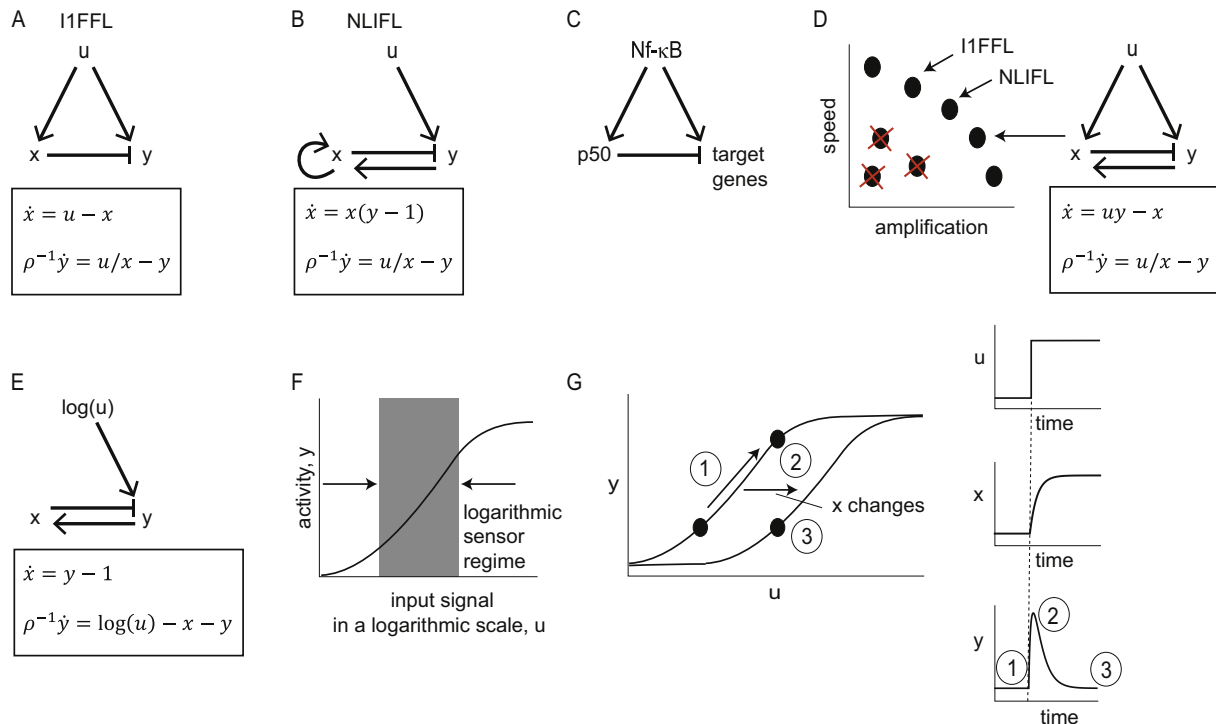 A
I1FFL
u
x
y
ẋ = u − x
ρ⁻¹ẏ = u/x − y
B
NLIFL
u
x
y
ẋ = x(y − 1)
ρ⁻¹ẏ = u/x − y
C
Nf-κB
p50
target
genes
D
I1FFL
NLIFL
speed
amplification
u
x
y
ẋ = uy − x
ρ⁻¹ẏ = u/x − y
E
log(u)
x
y
ẋ = y − 1
ρ⁻¹ẏ = log(u) − x − y
F
activity, y
logarithmic
sensor
regime
input signal
in a logarithmic scale, u
G
y
1
2
x changes
3
u
u
time
x
time
y
1
2
3
time